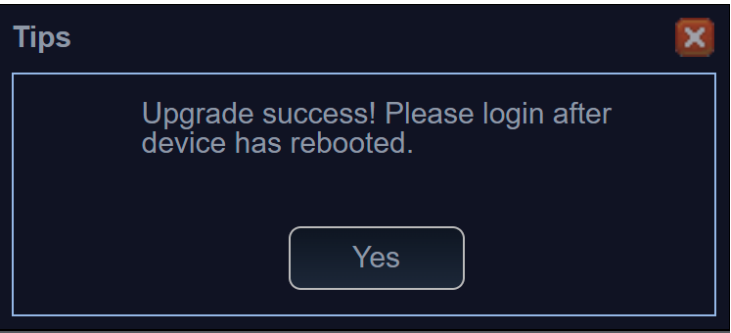 Tips
Upgrade success! Please login after
device has rebooted.
Yes